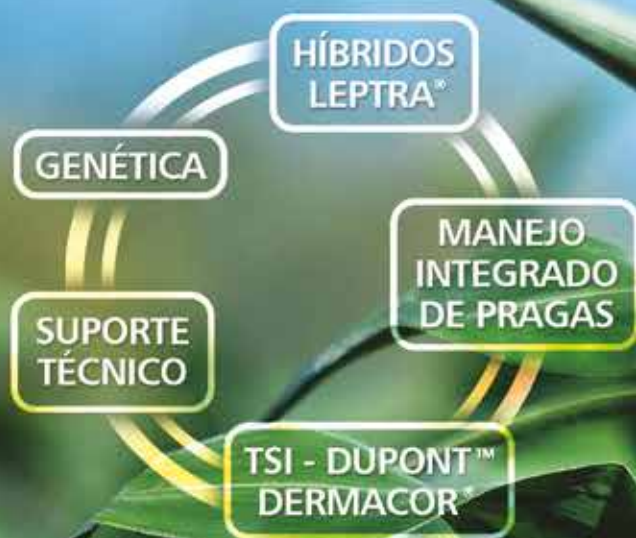 HÍBRIDOS
LEPTRA®
GENÉTICA
MANEJO
INTEGRADO
DE PRAGAS
SUPORTE
TÉCNICO
TSI - DUPONT™
DERMACOR®